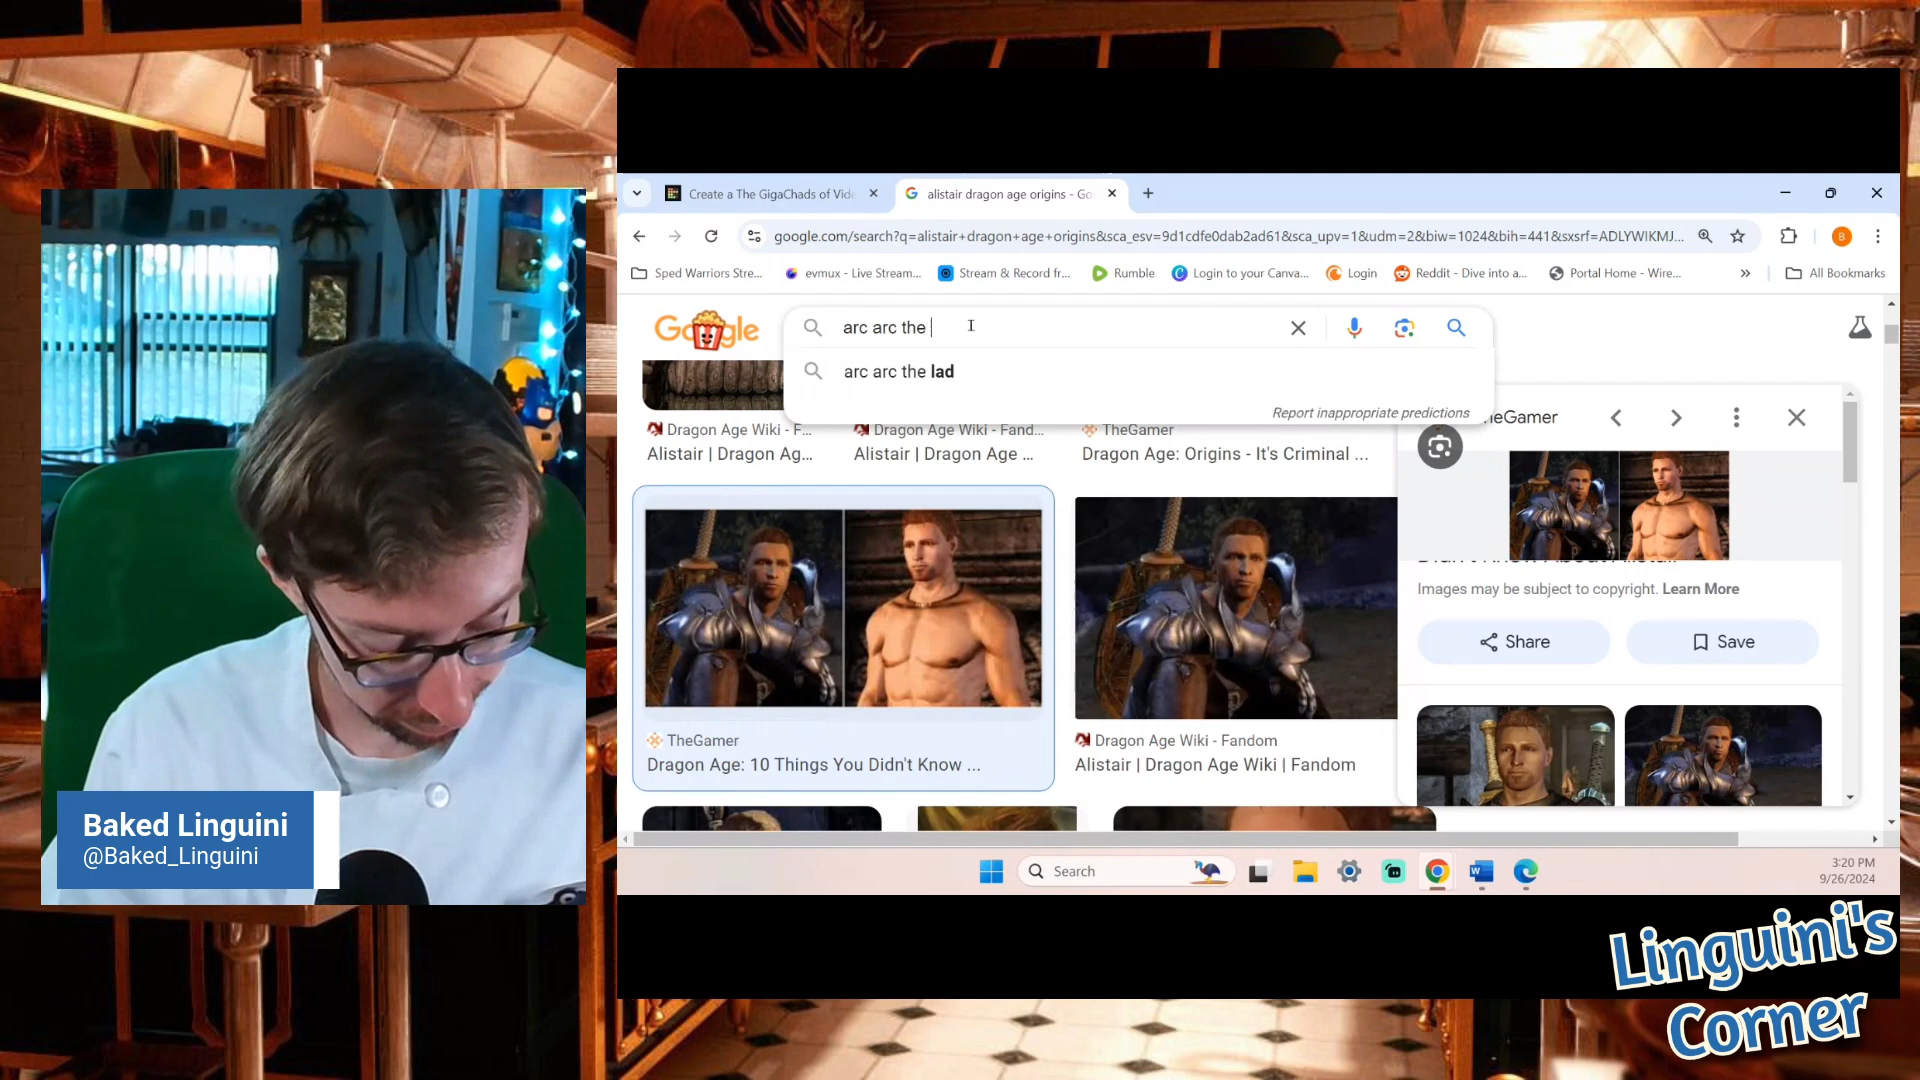 Create a The GigaChads of Vide
alistair dragon age origins - Go
google.com/search?q=alistair+dragon+age+origins&sca_esv=9d1cdfe0dab2ad61&sca_upv=1&udm=2&biw=1024&bih=441&sxsrf=ADLYWIKMJ...
B
Sped Warriors Stre...
evmux - Live Stream...
Stream & Record fr...
Rumble
Login to your Canva...
Login
Reddit - Dive into a...
Portal Home - Wire...
All Bookmarks
arc arc the
arc arc the lad
Report inappropriate predictions
Dragon Age Wiki - F...
Alistair | Dragon Ag...
Dragon Age Wiki - Fand...
Alistair | Dragon Age ...
TheGamer
Dragon Age: Origins - It's Criminal ...
TheGamer
Dragon Age: 10 Things You Didn't Know ...
Dragon Age Wiki - Fandom
Alistair | Dragon Age Wiki | Fandom
Images may be subject to copyright. Learn More
Share
Save
Search
3:20 PM
9/26/2024
Baked Linguini
@Baked_Linguini
Linguini's
Corner